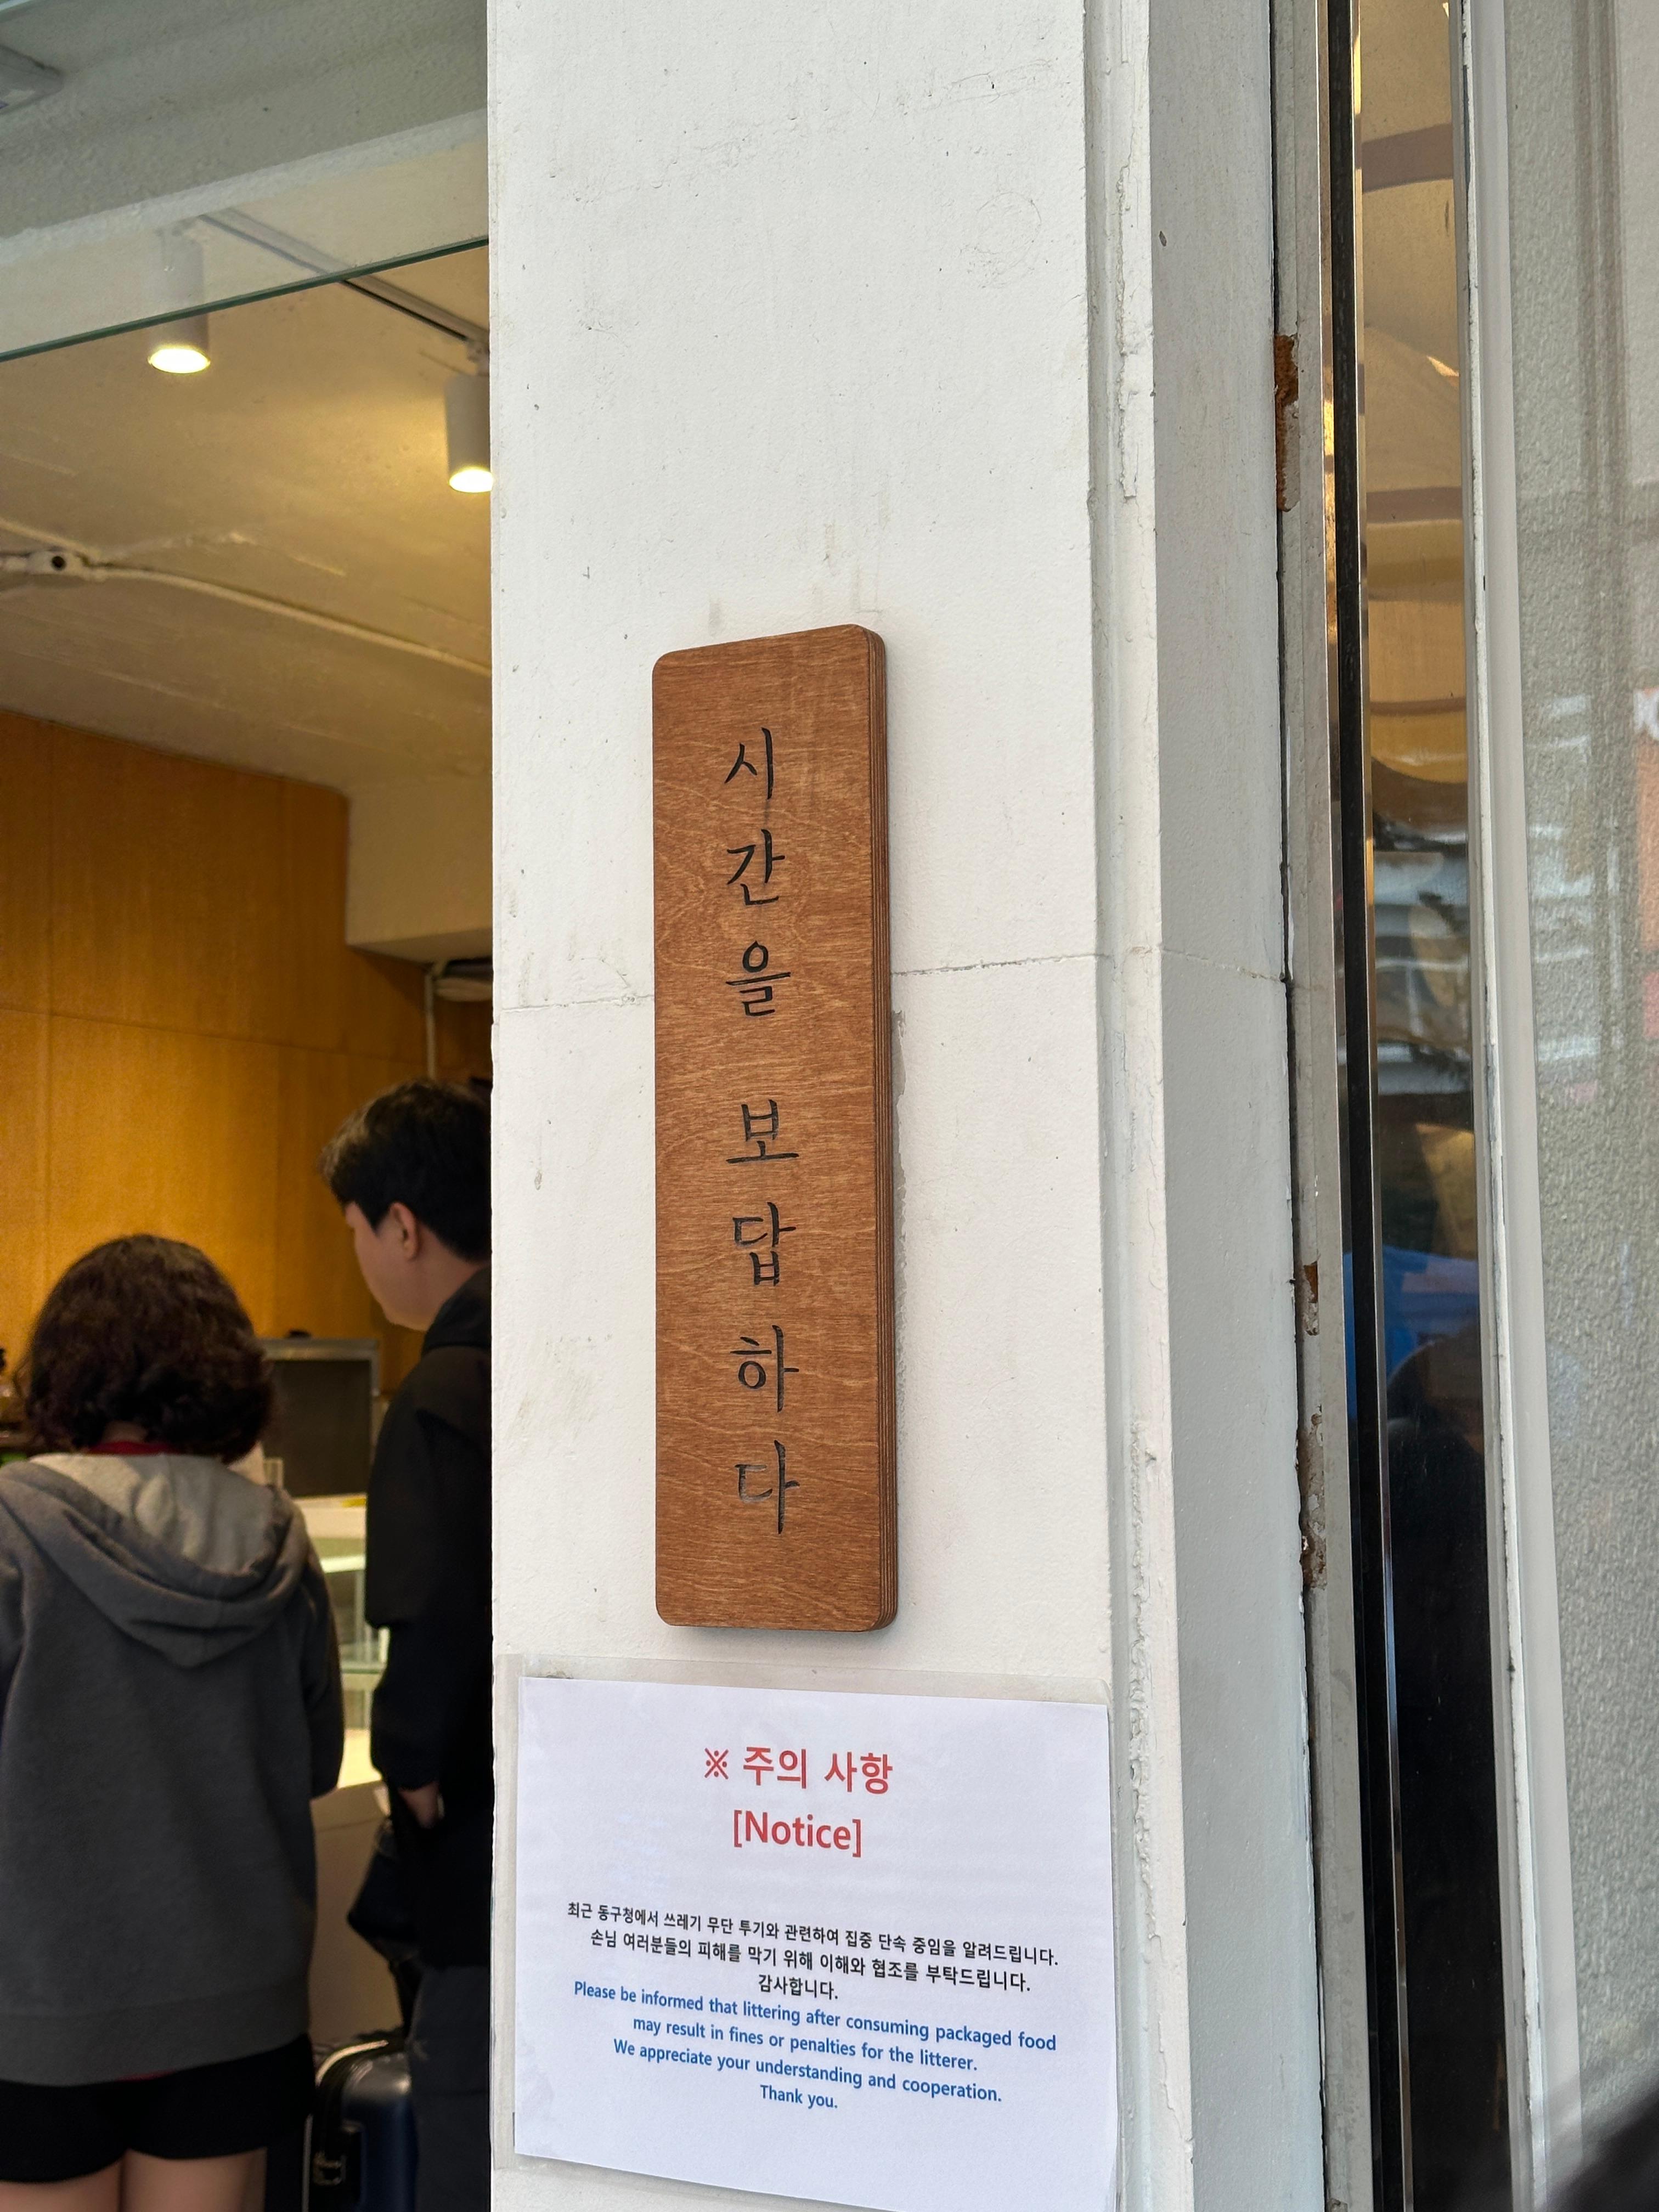 시간을 보답하다
※ 주의 사항
[Notice]
최근 동구청에서 쓰레기 무단 투기와 관련하여 집중 단속 중임을 알려드립니다.
손님 여러분들의 피해를 막기 위해 이해와 협조를 부탁드립니다.
감사합니다.
Please be informed that littering after consuming packaged food
may result in fines or penalties for the litterer.
We appreciate your understanding and cooperation.
Thank you.